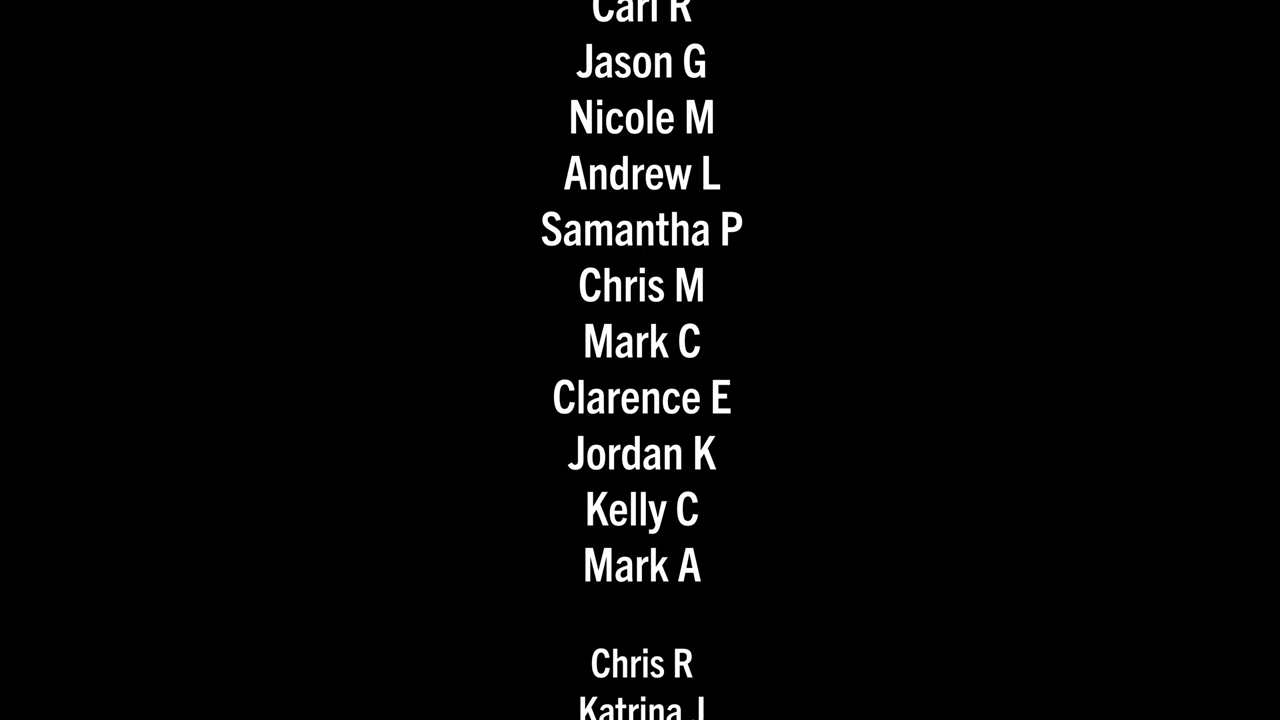 Carl R
Jason G
Nicole M
Andrew L
Samantha P
Chris M
Mark C
Clarence E
Jordan K
Kelly C
Mark A
Chris R
Katrina J